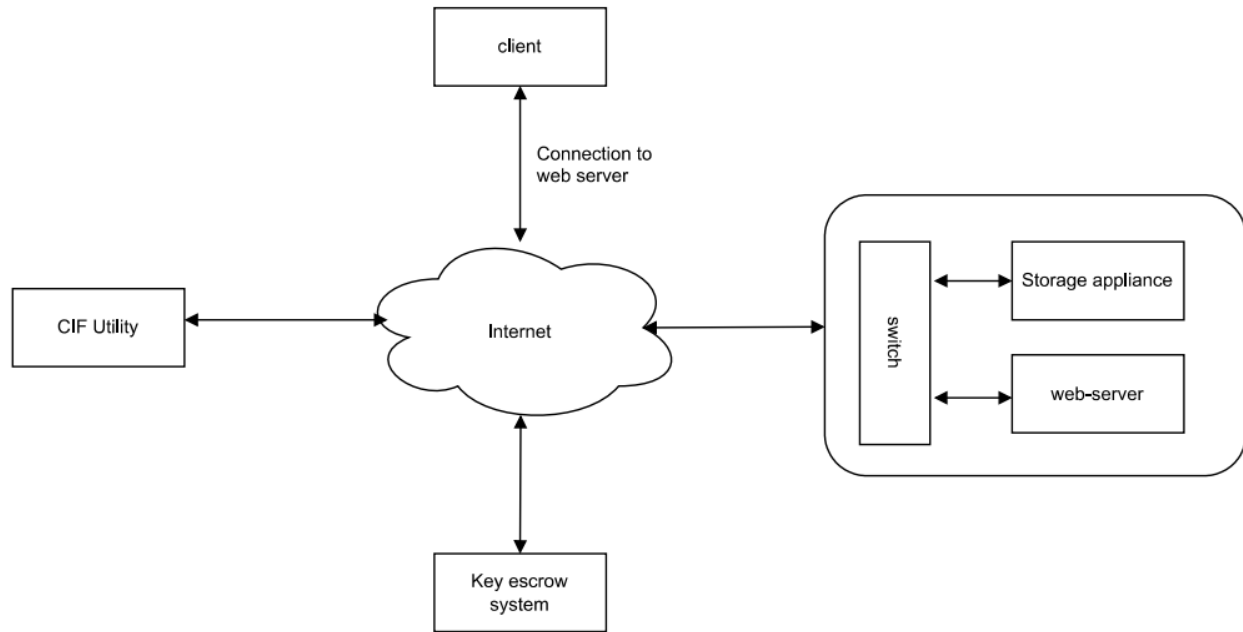 client
Connection to
web server
CIF Utility
Internet
switch
Storage appliance
web-server
Key escrow
system